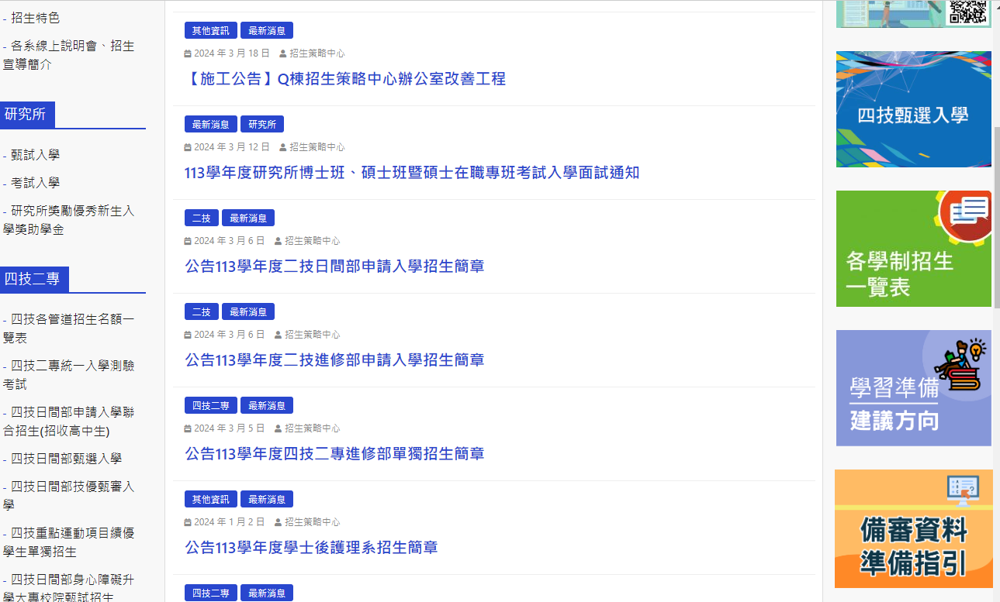 - 招生特色
- 各系線上說明會、招生
宣導簡介
研究所
- 甄試入學
- 考試入學
- 研究所獎勵優秀新生入
學獎助學金
四技二專
- 四技各管道招生名額一
覽表
- 四技二專統一入學測驗
考試
- 四技日間部申請入學聯
合招生(招收高中生)
- 四技日間部甄選入學
- 四技日間部技優甄審入
學
- 四技重點運動項目績優
學生單獨招生
- 四技日間部身心障礙升
學大專校院甄試招生
其他資訊 最新消息
2024 年 3 月 18 日 招生策略中心
【施工公告】Q棟招生策略中心辦公室改善工程
最新消息 研究所
2024 年 3 月 12 日 招生策略中心
113學年度研究所博士班、碩士班暨碩士在職專班考試入學面試通知
二技 最新消息
2024 年 3 月 6 日 招生策略中心
公告113學年度二技日間部申請入學招生簡章
二技 最新消息
2024 年 3 月 6 日 招生策略中心
公告113學年度二技進修部申請入學招生簡章
四技二專 最新消息
2024 年 3 月 5 日 招生策略中心
公告113學年度四技二專進修部單獨招生簡章
其他資訊 最新消息
2024 年 1 月 2 日 招生策略中心
公告113學年度學士後護理系招生簡章
四技二專 最新消息
四技甄選入學
各學制招生
一覽表
學習準備
建議方向
備審資料
準備指引